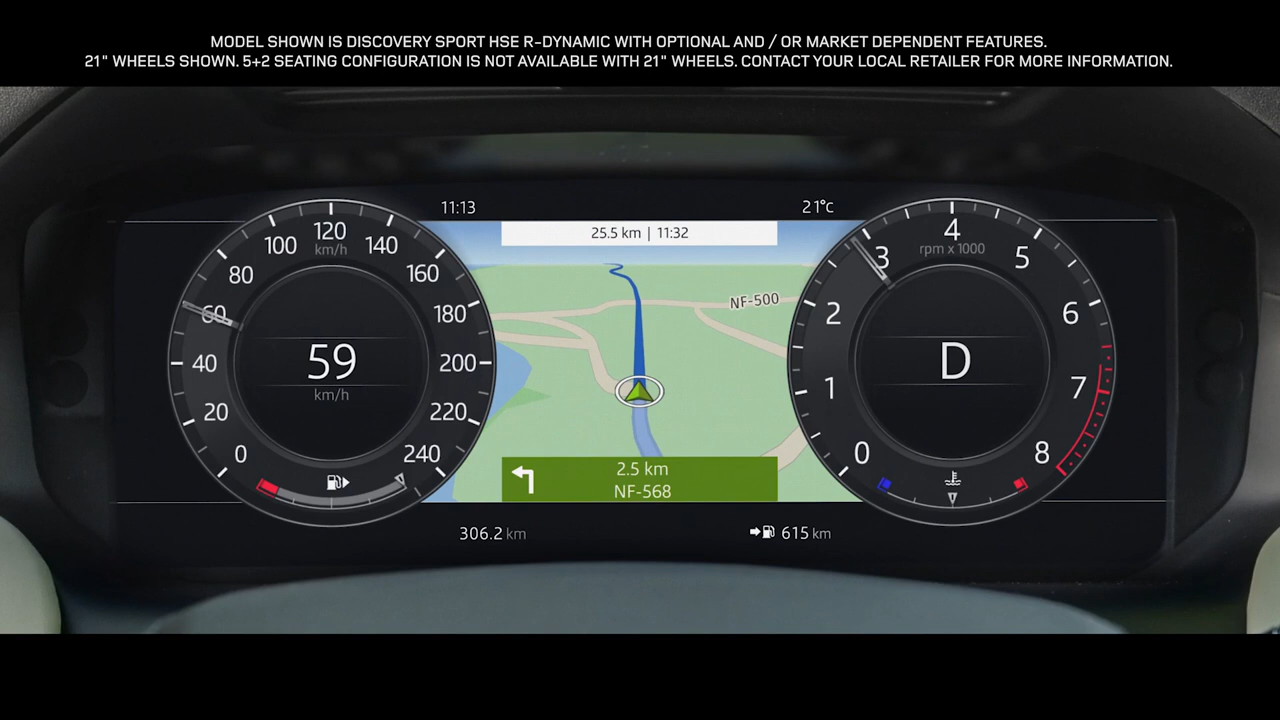 MODEL SHOWN IS DISCOVERY SPORT HSE R-DYNAMIC WITH OPTIONAL AND / OR MARKET DEPENDENT FEATURES.
21" WHEELS SHOWN. 5+2 SEATING CONFIGURATION IS NOT AVAILABLE WITH 21" WHEELS. CONTACT YOUR LOCAL RETAILER FOR MORE INFORMATION.
11:13
21°C
25.5 km | 11:32
0
20
40
60
80
100
120
140
160
180
200
220
240
km/h
59
km/h
NF-500
2.5 km
NF-568
0
1
2
3
4
5
6
7
8
rpm x 1000
D
306.2 km
615 km